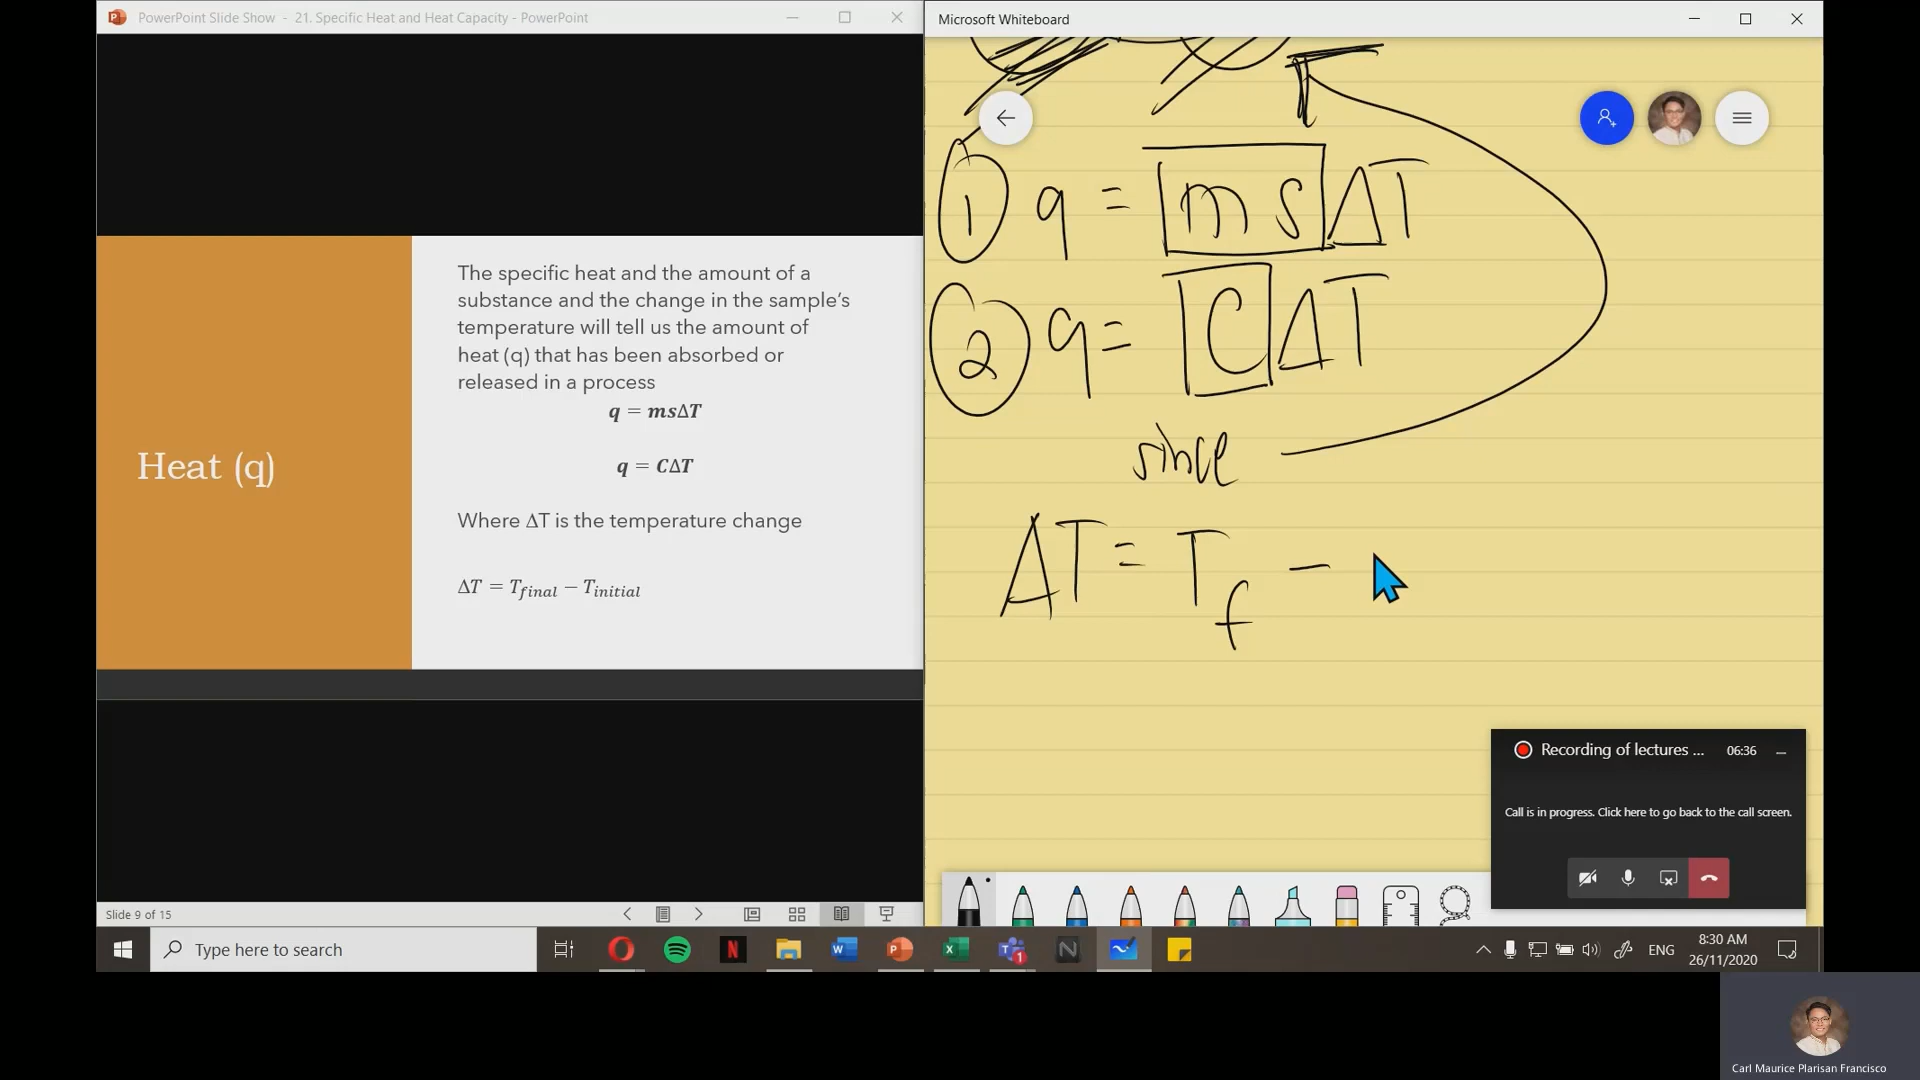 PowerPoint Slide Show - 21. Specific Heat and Heat Capacity - PowerPoint
Heat (q)
The specific heat and the amount of a
substance and the change in the sample’s
temperature will tell us the amount of
heat (q) that has been absorbed or
released in a process
q = msΔT
q = CΔT
Where ΔT is the temperature change
ΔT = Tfinal − Tinitial
Slide 9 of 15
Microsoft Whiteboard
1 q = ms ΔT
2 q = C ΔT
since
ΔT = Tf −
Recording of lectures ... 06:36
Call is in progress. Click here to go back to the call screen.
Type here to search
ENG
8:30 AM
26/11/2020
Carl Maurice Plarisan Francisco